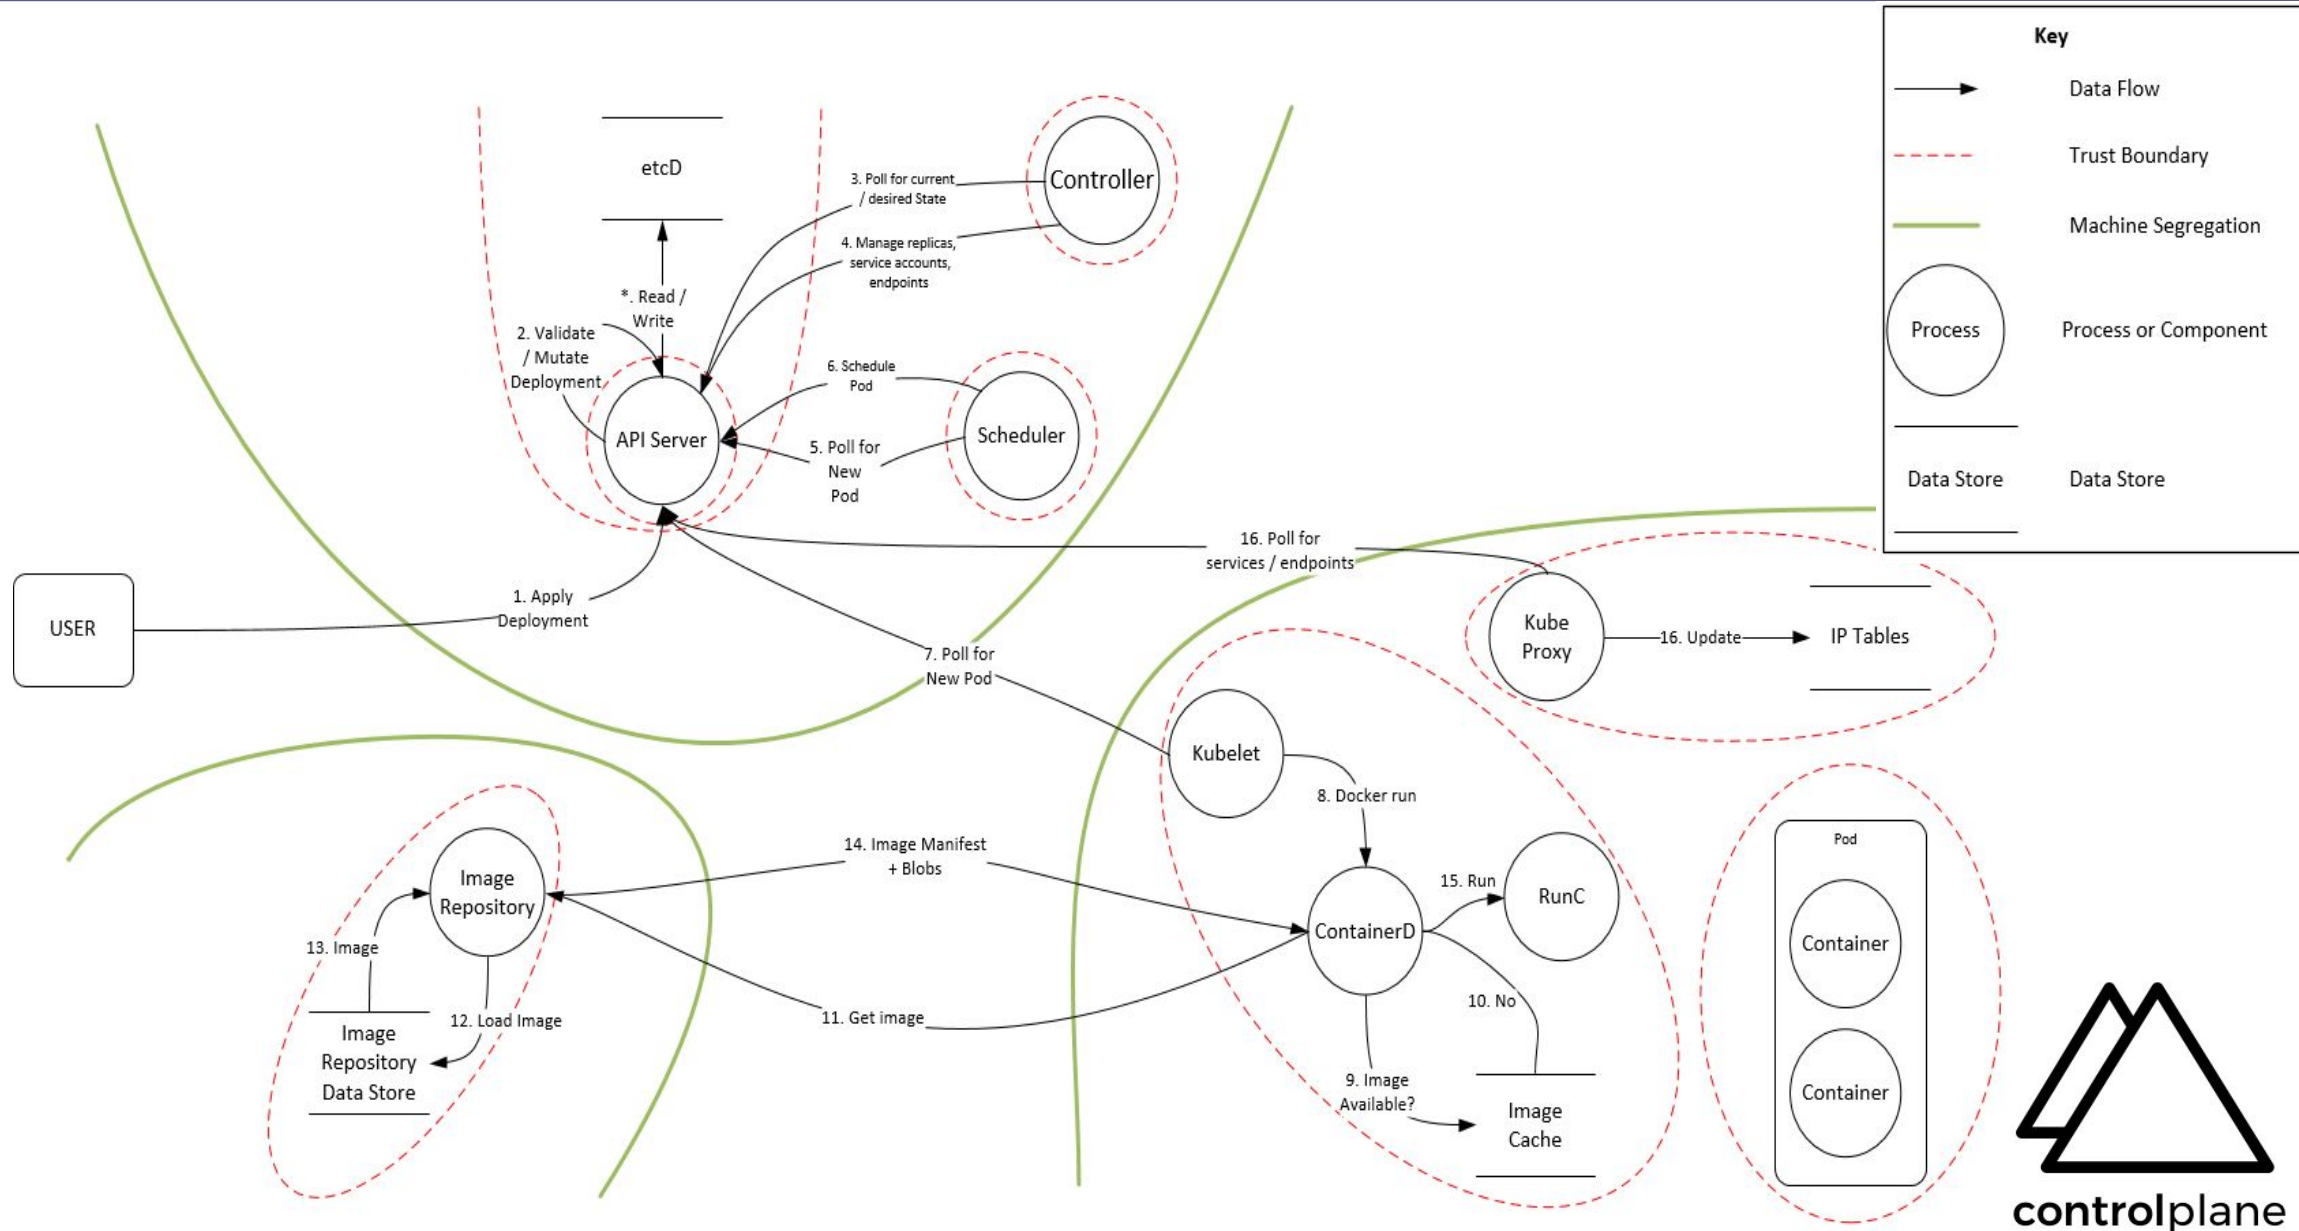 Key
Data Flow
Trust Boundary
Machine Segregation
Process
Process or Component
Data Store
Data Store
etcD
Controller
3. Poll for current
/ desired State
4. Manage replicas,
service accounts,
endpoints
*. Read /
Write
2. Validate
/ Mutate
Deployment
6. Schedule
Pod
API Server
Scheduler
5. Poll for
New
Pod
16. Poll for
services / endpoints
USER
1. Apply
Deployment
Kube
Proxy
16. Update
IP Tables
7. Poll for
New Pod
Kubelet
8. Docker run
Pod
14. Image Manifest
+ Blobs
Image
Repository
15. Run
RunC
ContainerD
Container
13. Image
10. No
11. Get image
12. Load Image
Image
Repository
Data Store
9. Image
Available?
Image
Cache
Container
controlplane